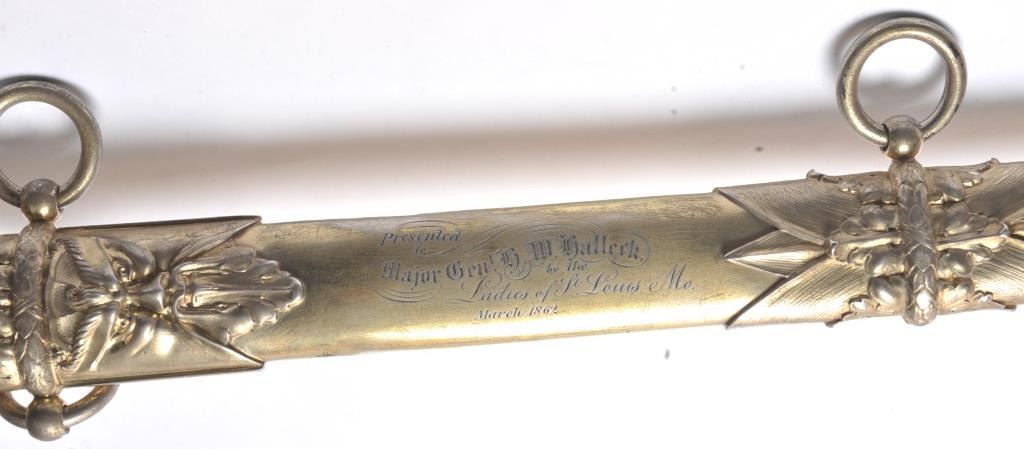 Presented
to
Major Genl H. W. Halleck,
by the
Ladies of St Louis Mo.
March 1862